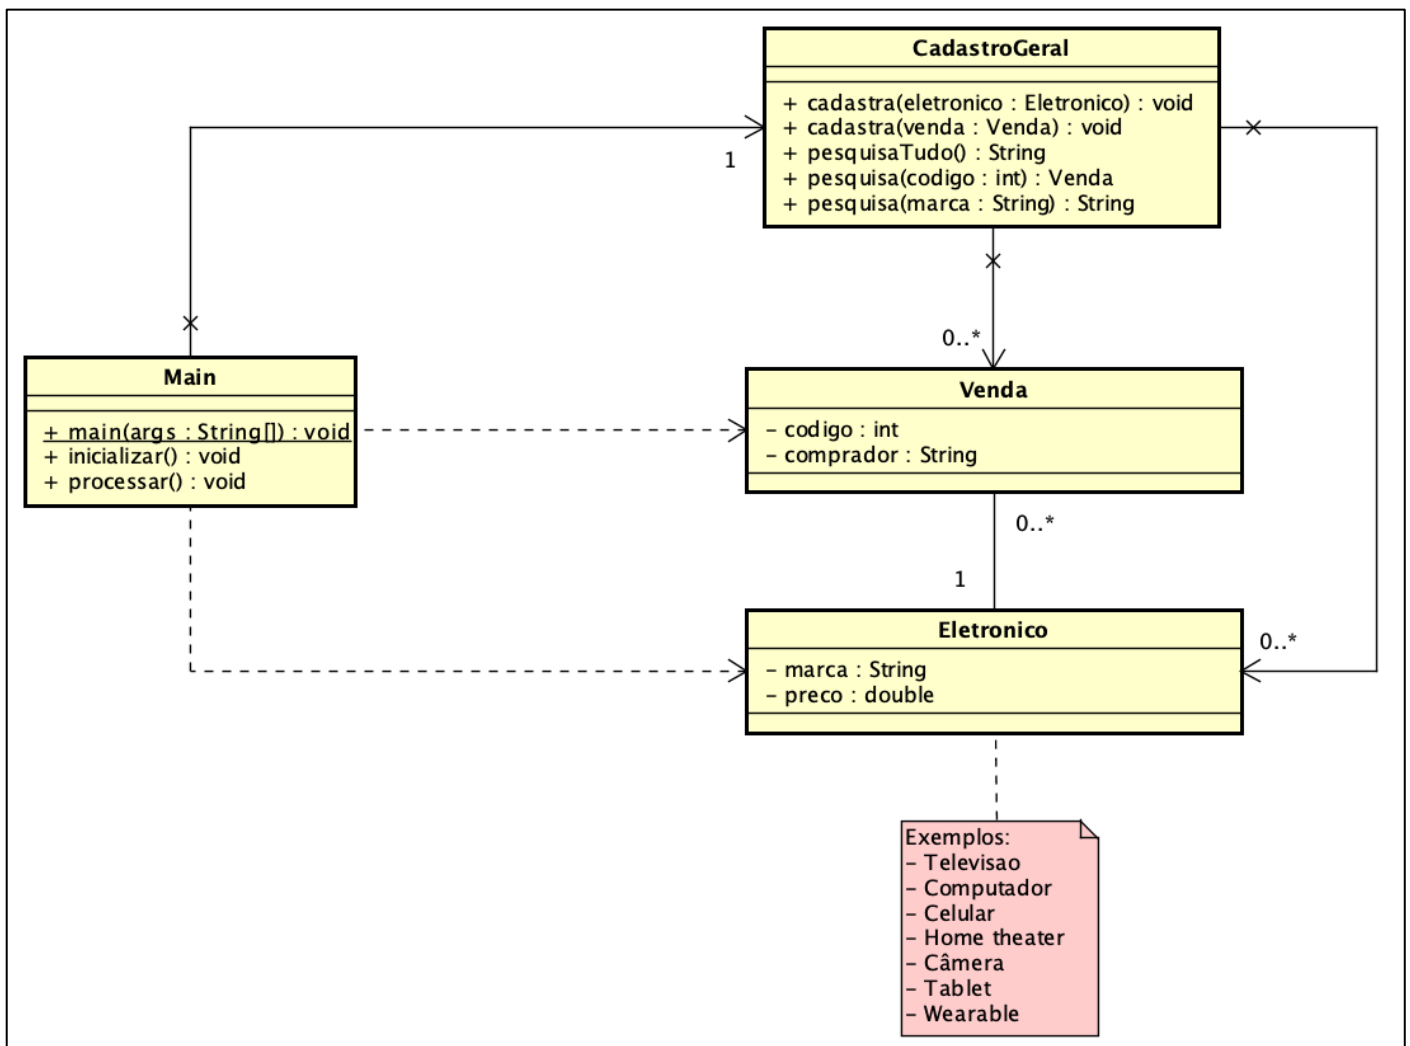 CadastroGeral
+ cadastra(eletronico : Eletronico) : void
+ cadastra(venda : Venda) : void
+ pesquisaTudo() : String
+ pesquisa(codigo : int) : Venda
+ pesquisa(marca : String) : String
1
0..*
Main
+ main(args : String[]) : void
+ inicializar() : void
+ processar() : void
Venda
- codigo : int
- comprador : String
0..*
1
Eletronico
- marca : String
- preco : double
0..*
Exemplos:
- Televisao
- Computador
- Celular
- Home theater
- Câmera
- Tablet
- Wearable